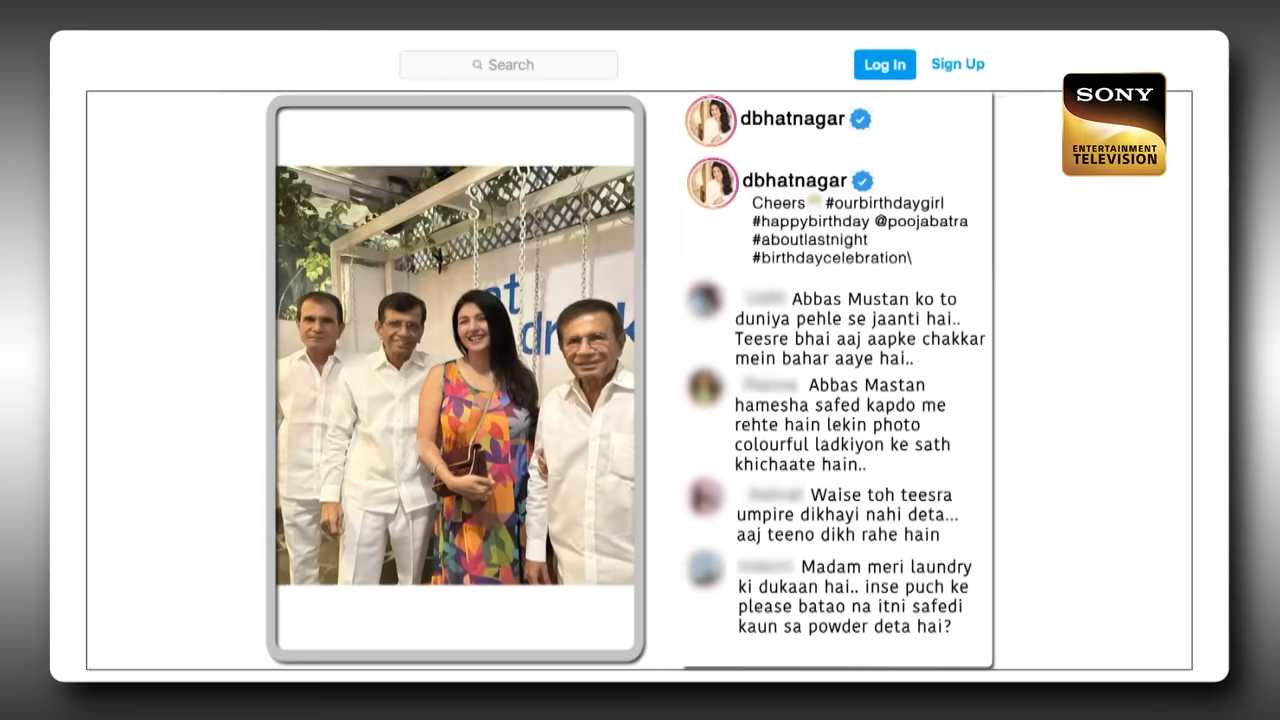 Search
Log In
Sign Up
SONY
ENTERTAINMENT
TELEVISION
dbhatnagar
dbhatnagar
Cheers #ourbirthdaygirl
#happybirthday @poojabatra
#aboutlastnight
#birthdaycelebration\
Abbas Mustan ko to
duniya pehle se jaanti hai..
Teesre bhai aaj aapke chakkar
mein bahar aaye hai..
Abbas Mastan
hamesha safed kapdo me
rehte hain lekin photo
colourful ladkiyon ke sath
khichaate hain..
Waise toh teesra
umpire dikhayi nahi deta...
aaj teeno dikh rahe hain
Madam meri laundry
ki dukaan hai.. inse puch ke
please batao na itni safedi
kaun sa powder deta hai?